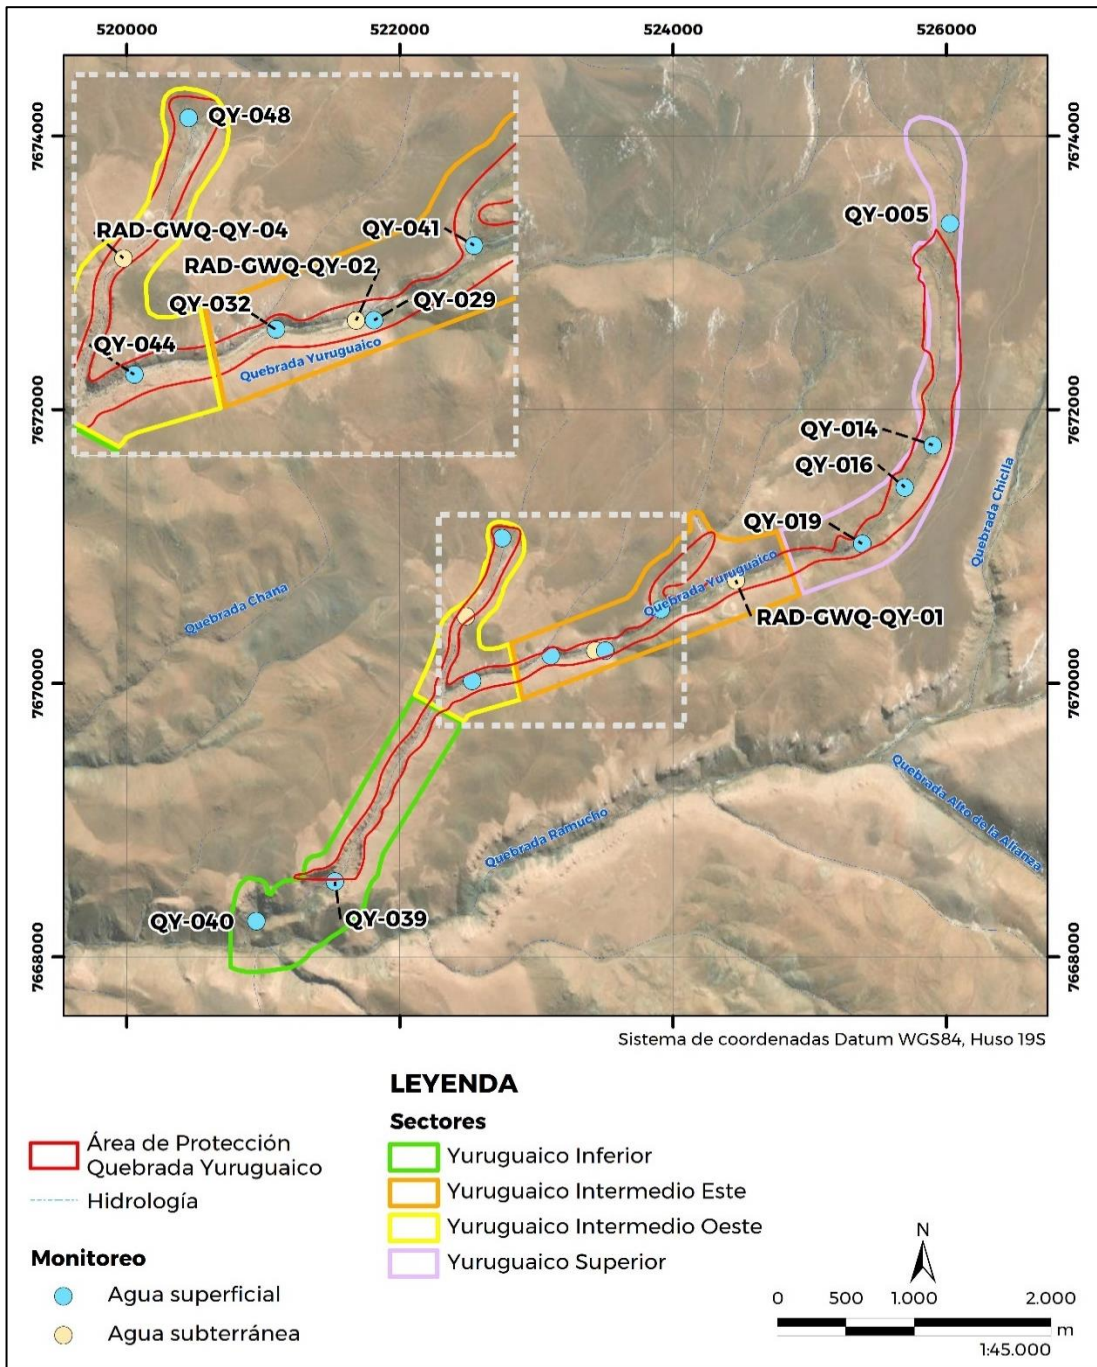 520000
522000
524000
526000
7674000
7672000
7670000
7668000
7674000
7672000
7670000
7668000
QY-048
RAD-GWQ-QY-04
QY-041
RAD-GWQ-QY-02
QY-032
QY-029
QY-044
Quebrada Yuruguaico
QY-005
QY-014
QY-016
QY-019
Quebrada Chiclla
Quebrada Chana
Quebrada Yuruguaico
RAD-GWQ-QY-01
Quebrada Ramucho
Quebrada Alto de la Alianza
QY-040
QY-039
Sistema de coordenadas Datum WGS84, Huso 19S
LEYENDA
Sectores
Área de Protección
Quebrada Yuruguaico
Hidrología
Yuruguaico Inferior
Yuruguaico Intermedio Este
Yuruguaico Intermedio Oeste
Yuruguaico Superior
Monitoreo
Agua superficial
Agua subterránea
N
0 500 1.000 2.000
m
1:45.000